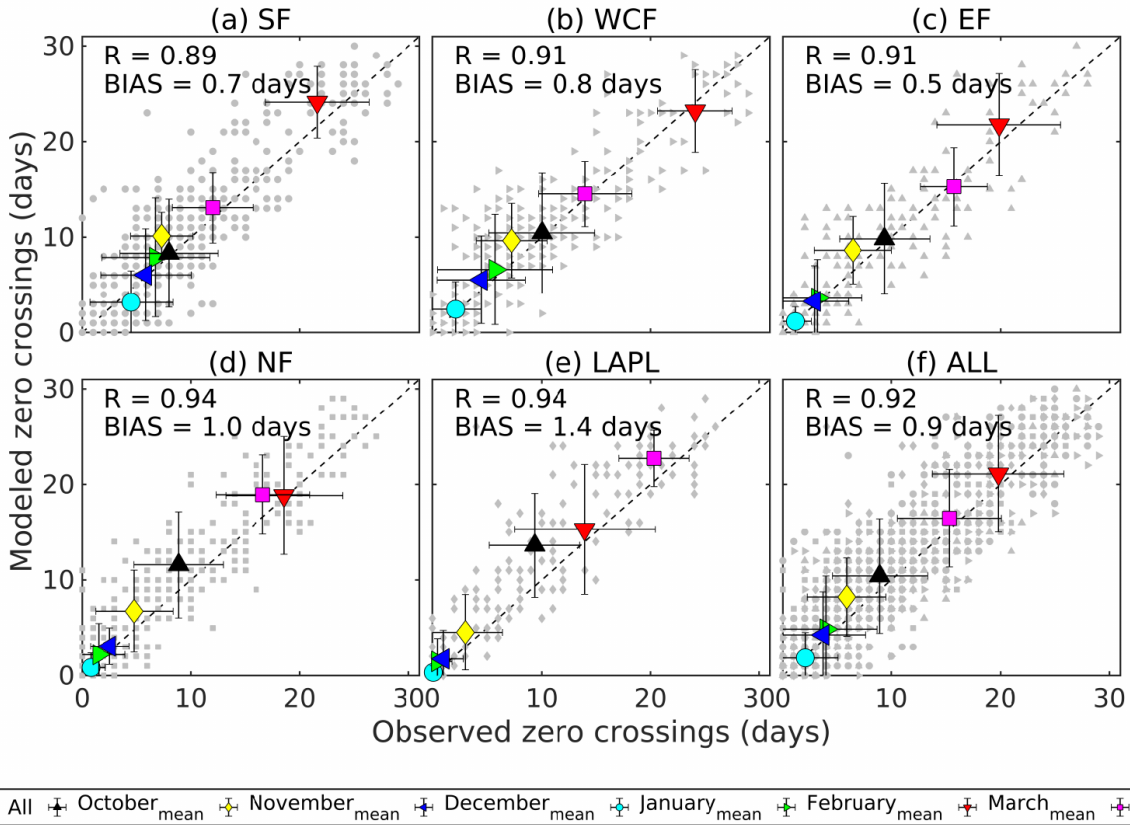 (a) SF
(b) WCF
(c) EF
R = 0.89
BIAS = 0.7 days
R = 0.91
BIAS = 0.8 days
R = 0.91
BIAS = 0.5 days
30
20
10
0
(d) NF
(e) LAPL
(f) ALL
R = 0.94
BIAS = 1.0 days
R = 0.94
BIAS = 1.4 days
R = 0.92
BIAS = 0.9 days
30
20
10
0
0 10 20 30 0 10 20 30 0 10 20 30
Modeled zero crossings (days)
Observed zero crossings (days)
All October mean November mean December mean January mean February mean March mean